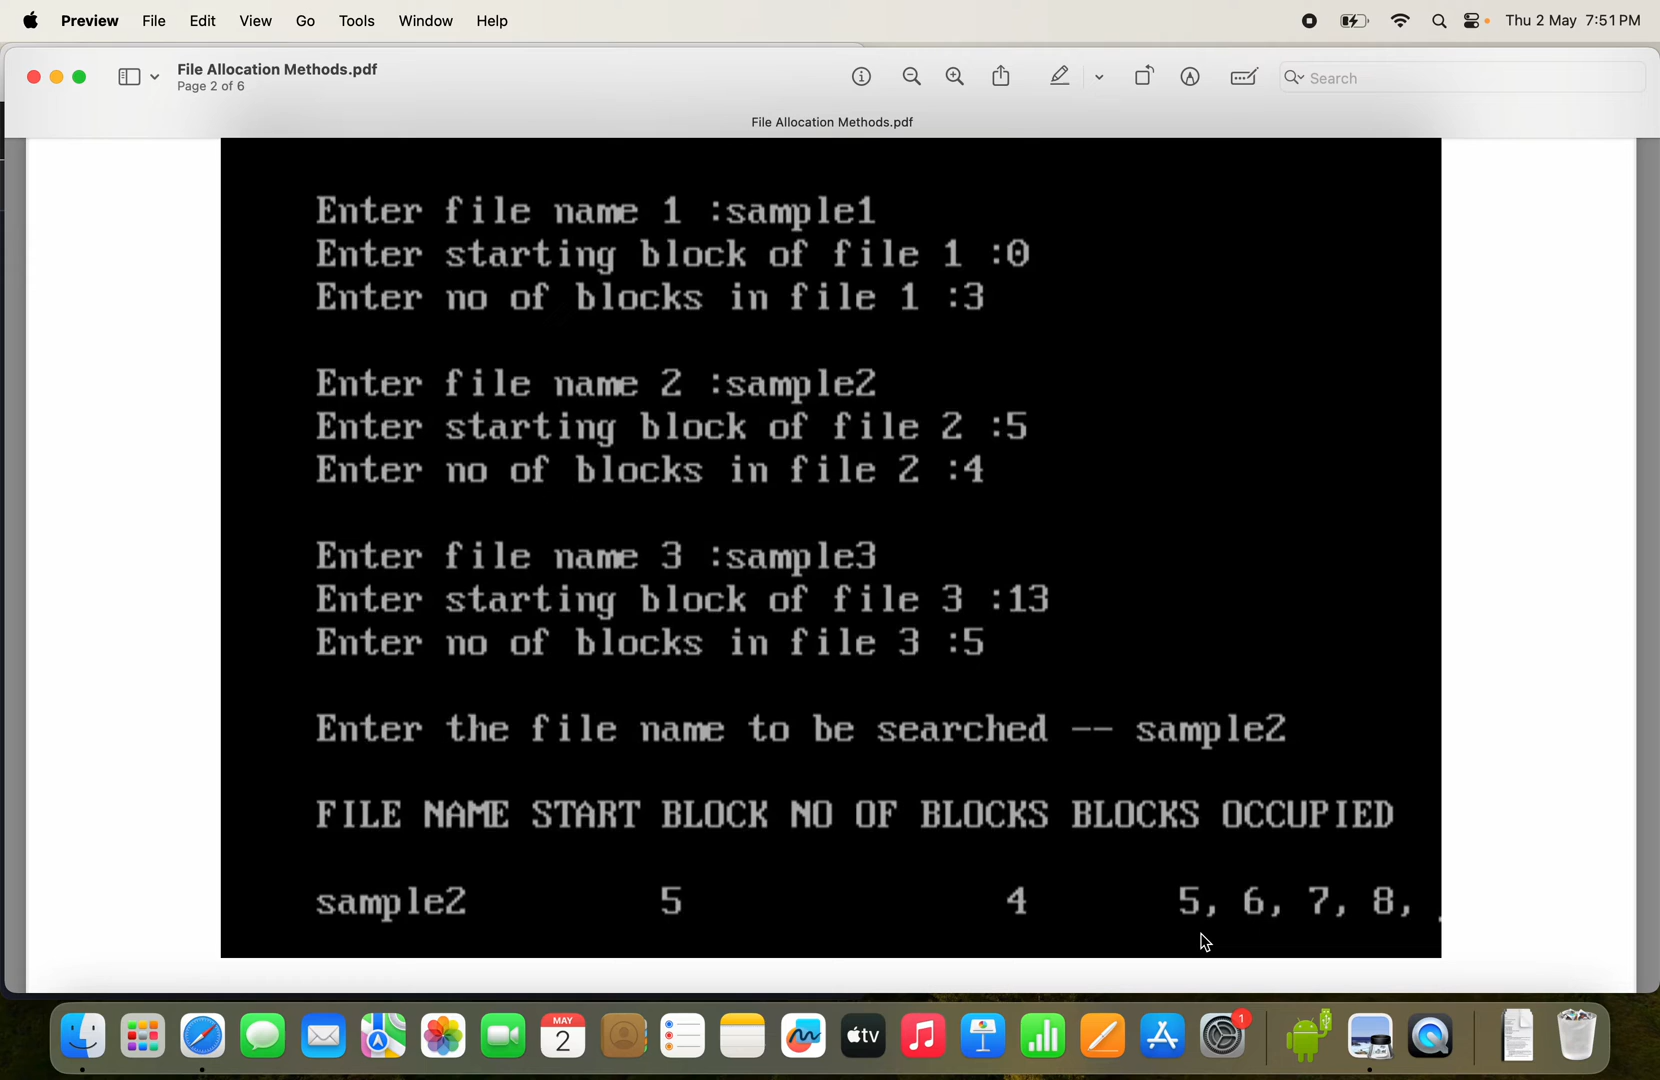 Preview File Edit View Go Tools Window Help Thu 2 May 7:51 PM
File Allocation Methods.pdf
Page 2 of 6
Search
File Allocation Methods.pdf
Enter file name 1 :sample1
Enter starting block of file 1 :0
Enter no of blocks in file 1 :3
Enter file name 2 :sample2
Enter starting block of file 2 :5
Enter no of blocks in file 2 :4
Enter file name 3 :sample3
Enter starting block of file 3 :13
Enter no of blocks in file 3 :5
Enter the file name to be searched -- sample2
FILE NAME START BLOCK NO OF BLOCKS BLOCKS OCCUPIED
sample2 5 4 5, 6, 7, 8,
MAY
2
tv
1